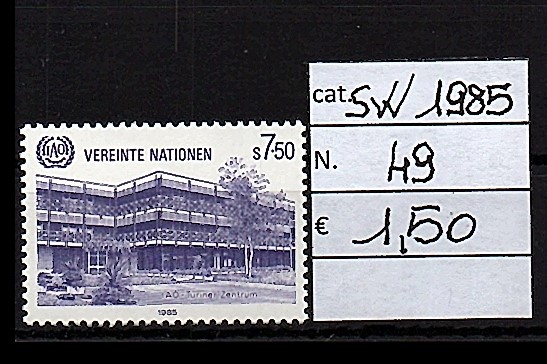 IAO
VEREINTE NATIONEN
S7·50
IAO-Turiner Zentrum
1985
cat. SW 1985
N. 49
€ 1,50